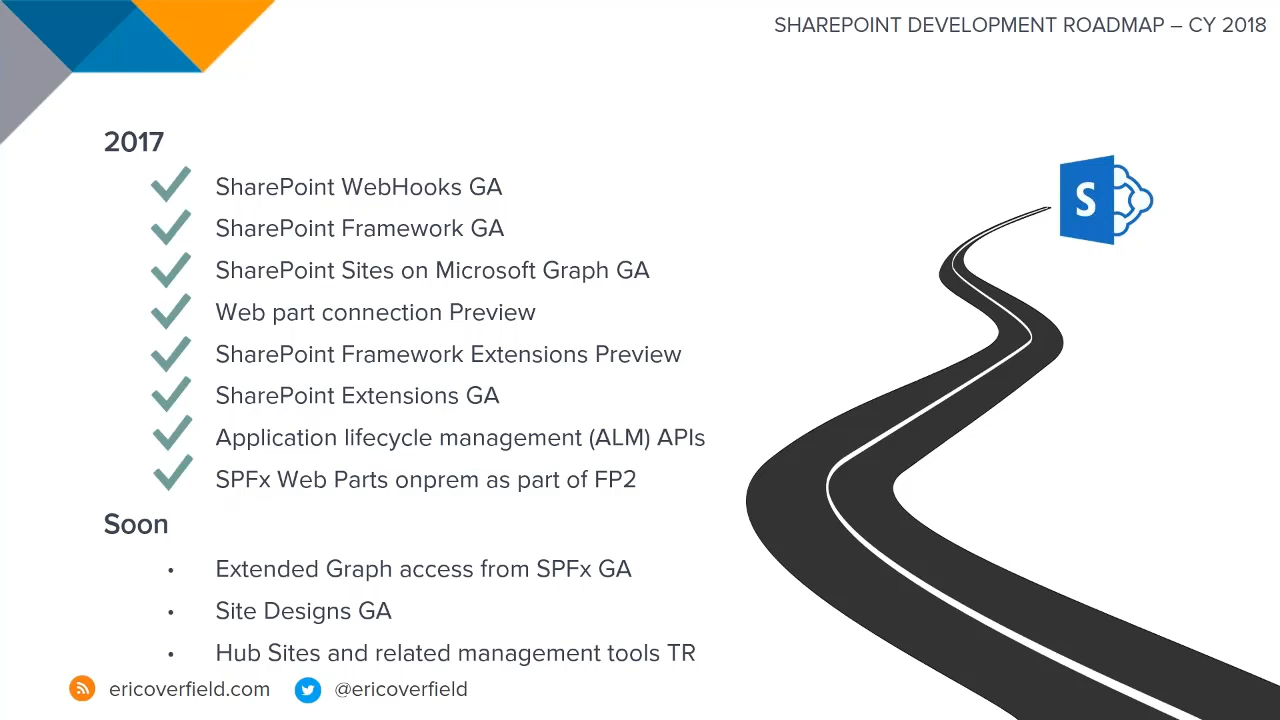 SHAREPOINT DEVELOPMENT ROADMAP – CY 2018
2017
SharePoint WebHooks GA
SharePoint Framework GA
SharePoint Sites on Microsoft Graph GA
Web part connection Preview
SharePoint Framework Extensions Preview
SharePoint Extensions GA
Application lifecycle management (ALM) APIs
SPFx Web Parts onprem as part of FP2
Soon
• Extended Graph access from SPFx GA
• Site Designs GA
• Hub Sites and related management tools TR
ericoverfield.com @ericoverfield
S